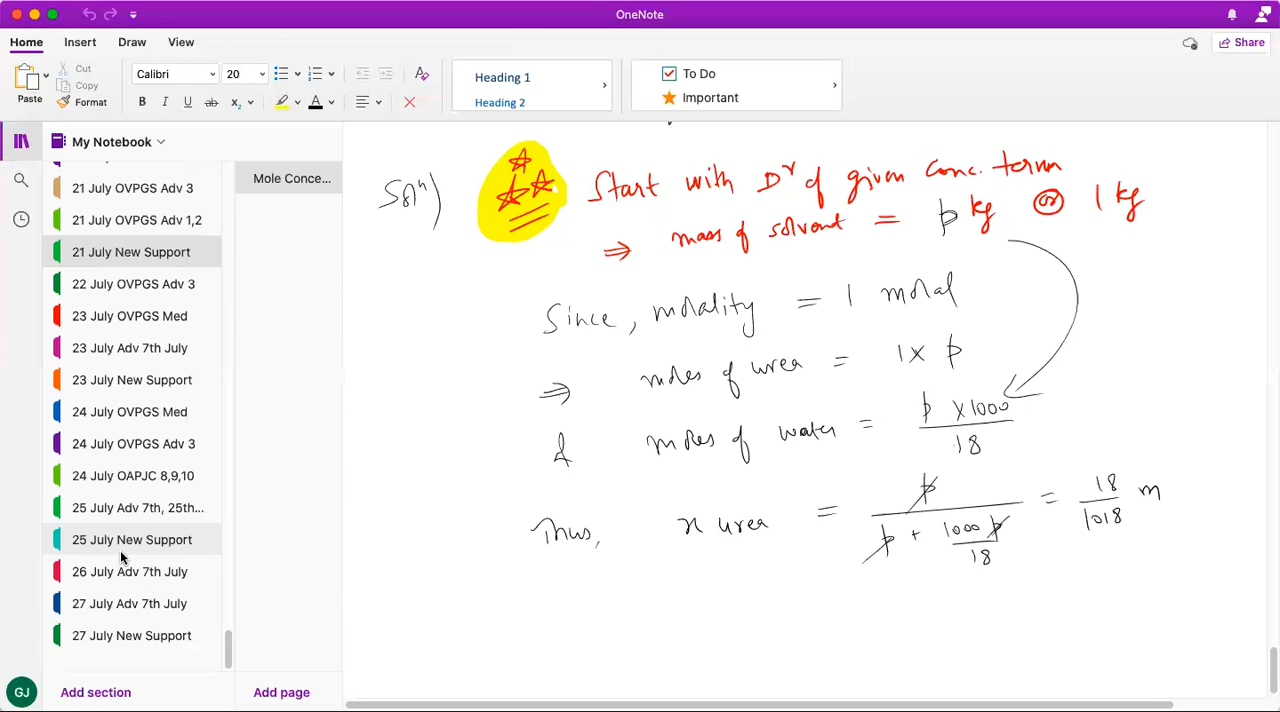 OneNote
Home Insert Draw View
Share
Paste
Cut
Copy
Format
Calibri 20
B I U ab x₂ A
Heading 1
Heading 2
To Do
Important
My Notebook
21 July OVPGS Adv 3
21 July OVPGS Adv 1,2
21 July New Support
22 July OVPGS Adv 3
23 July OVPGS Med
23 July Adv 7th July
23 July New Support
24 July OVPGS Med
24 July OVPGS Adv 3
24 July OAPJC 8,9,10
25 July Adv 7th, 25th...
25 July New Support
26 July Adv 7th July
27 July Adv 7th July
27 July New Support
Add section
GJ
Mole Conce...
Add page
Solⁿ)
Start with Dʳ of given conc. term
⇒ mass of solvent = p kg or 1 kg
Since, molality = 1 molal
⇒ moles of urea = 1 x p
& moles of water = p x 1000 / 18
Thus, x urea = p / (p + 1000 p / 18) = 18 / 1018 m